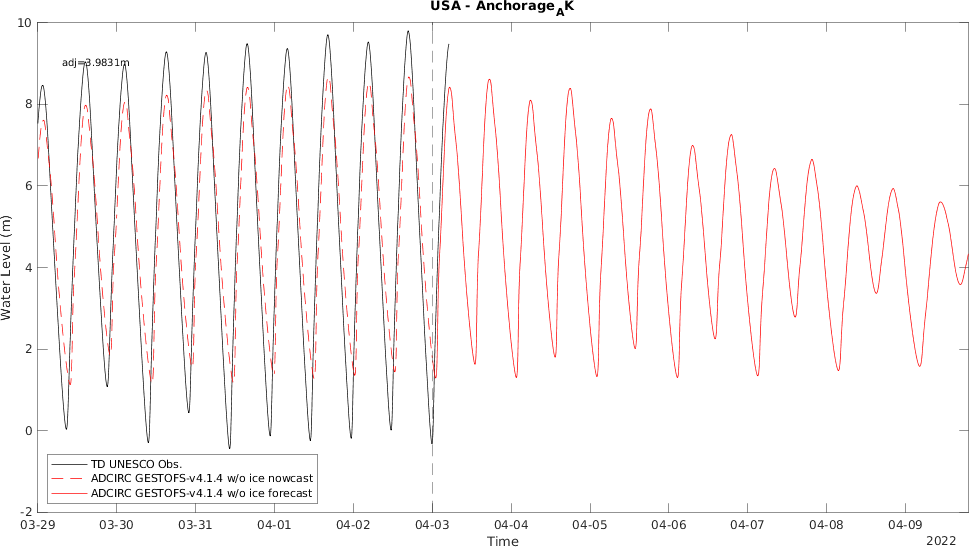 USA - Anchorage_AK
adj=3.9831m
10
8
6
4
2
0
-2
Water Level (m)
TD UNESCO Obs.
ADCIRC GESTOFS-v4.1.4 w/o ice nowcast
ADCIRC GESTOFS-v4.1.4 w/o ice forecast
03-29 03-30 03-31 04-01 04-02 04-03 04-04 04-05 04-06 04-07 04-08 04-09
Time
2022